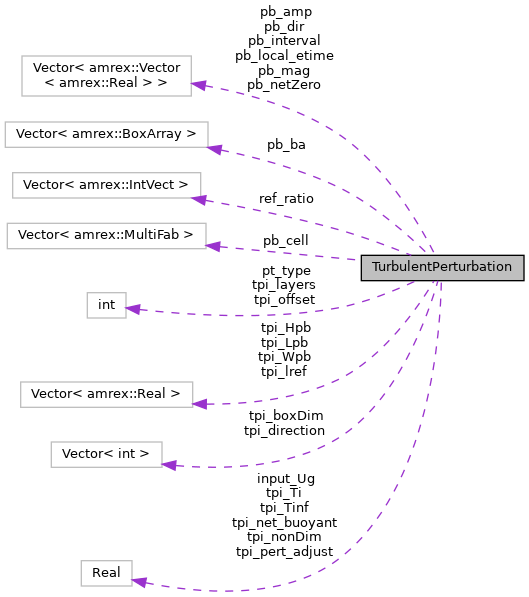 pb_amp
pb_dir
pb_interval
pb_local_etime
pb_mag
pb_netZero
Vector< amrex::Vector
< amrex::Real > >
Vector< amrex::BoxArray >
pb_ba
Vector< amrex::IntVect >
ref_ratio
Vector< amrex::MultiFab >
pb_cell
TurbulentPerturbation
pt_type
tpi_layers
tpi_offset
int
tpi_Hpb
tpi_Lpb
tpi_Wpb
tpi_lref
Vector< amrex::Real >
tpi_boxDim
tpi_direction
Vector< int >
input_Ug
tpi_Ti
tpi_Tinf
tpi_net_buoyant
tpi_nonDim
tpi_pert_adjust
Real